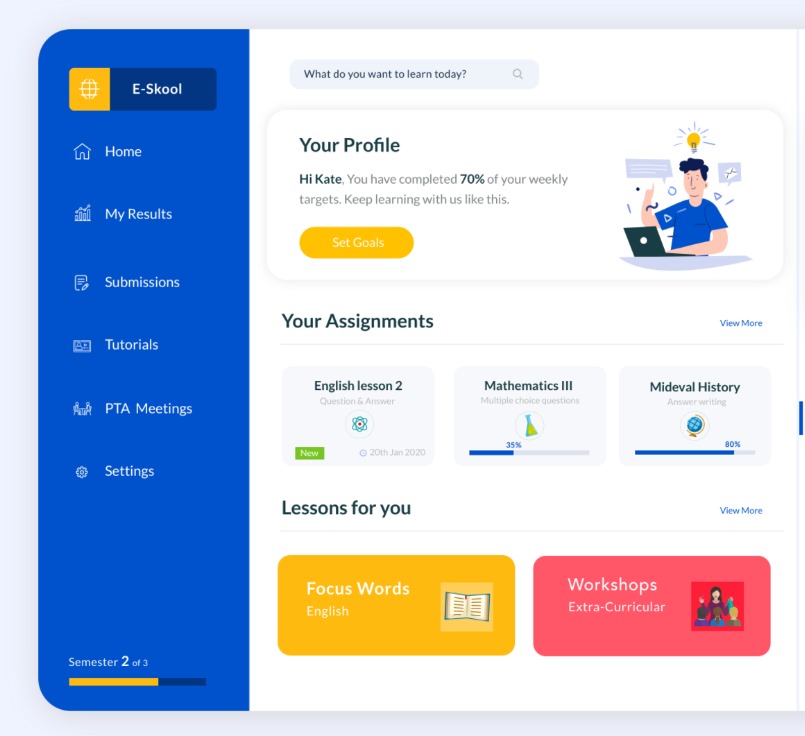 E-Skool
Home
My Results
Submissions
Tutorials
PTA Meetings
Settings
Semester 2 of 3
What do you want to learn today?
Your Profile
Hi Kate, You have completed 70% of your weekly
targets. Keep learning with us like this.
Set Goals
Your Assignments
View More
English lesson 2
Question & Answer
New
20th Jan 2020
Mathematics III
Multiple choice questions
35%
Mideval History
Answer writing
80%
Lessons for you
View More
Focus Words
English
Workshops
Extra-Curricular